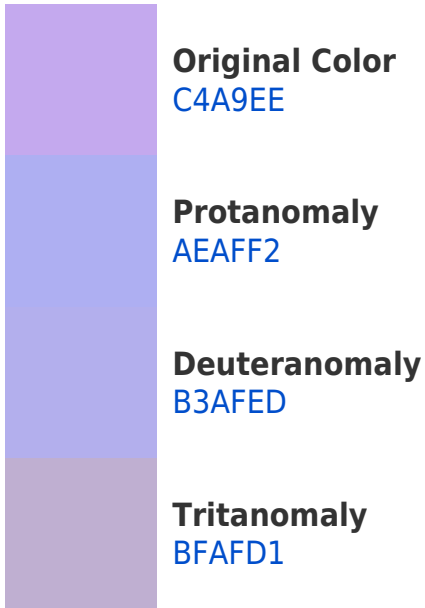 Original Color
C4A9EE
Protanomaly
AEAFF2
Deuteranomaly
B3AFED
Tritanomaly
BFAFD1